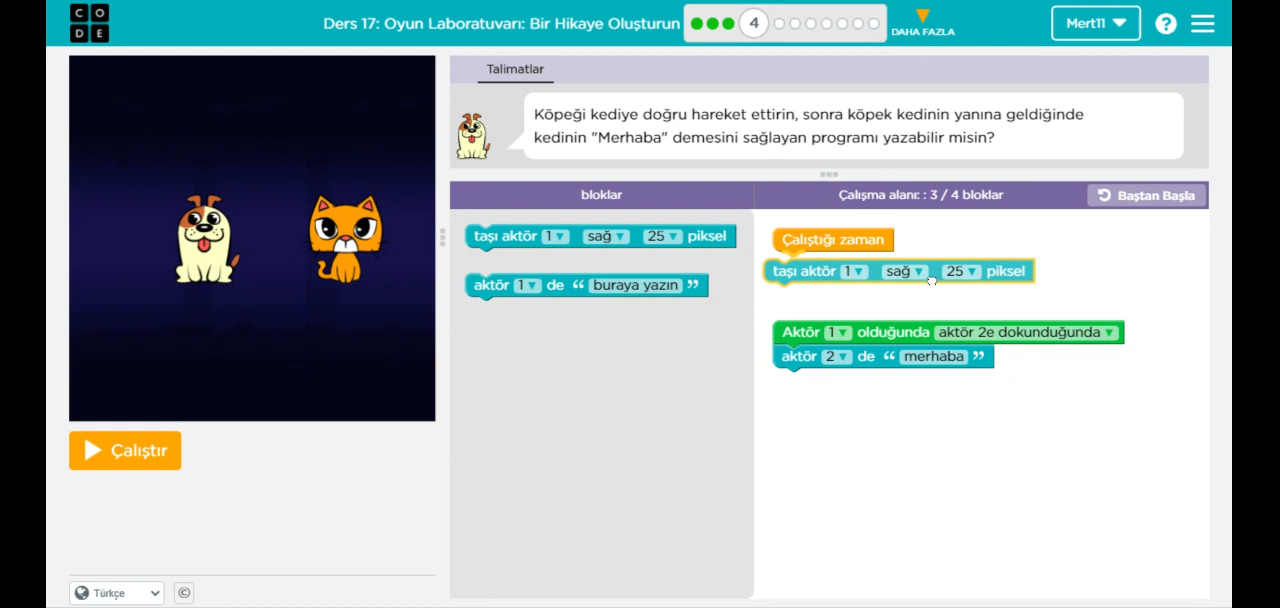 C O
D E
Ders 17: Oyun Laboratuvarı: Bir Hikaye Oluşturun
4
DAHA FAZLA
Mert11
?
Talimatlar
Köpeği kediye doğru hareket ettirin, sonra köpek kedinin yanına geldiğinde
kedinin "Merhaba" demesini sağlayan programı yazabilir misin?
bloklar
Çalışma alanı: : 3 / 4 bloklar
Baştan Başla
taşı aktör 1 sağ 25 piksel
aktör 1 de “ buraya yazın ”
Çalıştığı zaman
taşı aktör 1 sağ 25 piksel
Aktör 1 olduğunda aktör 2e dokunduğunda
aktör 2 de “ merhaba ”
Çalıştır
Türkçe
©